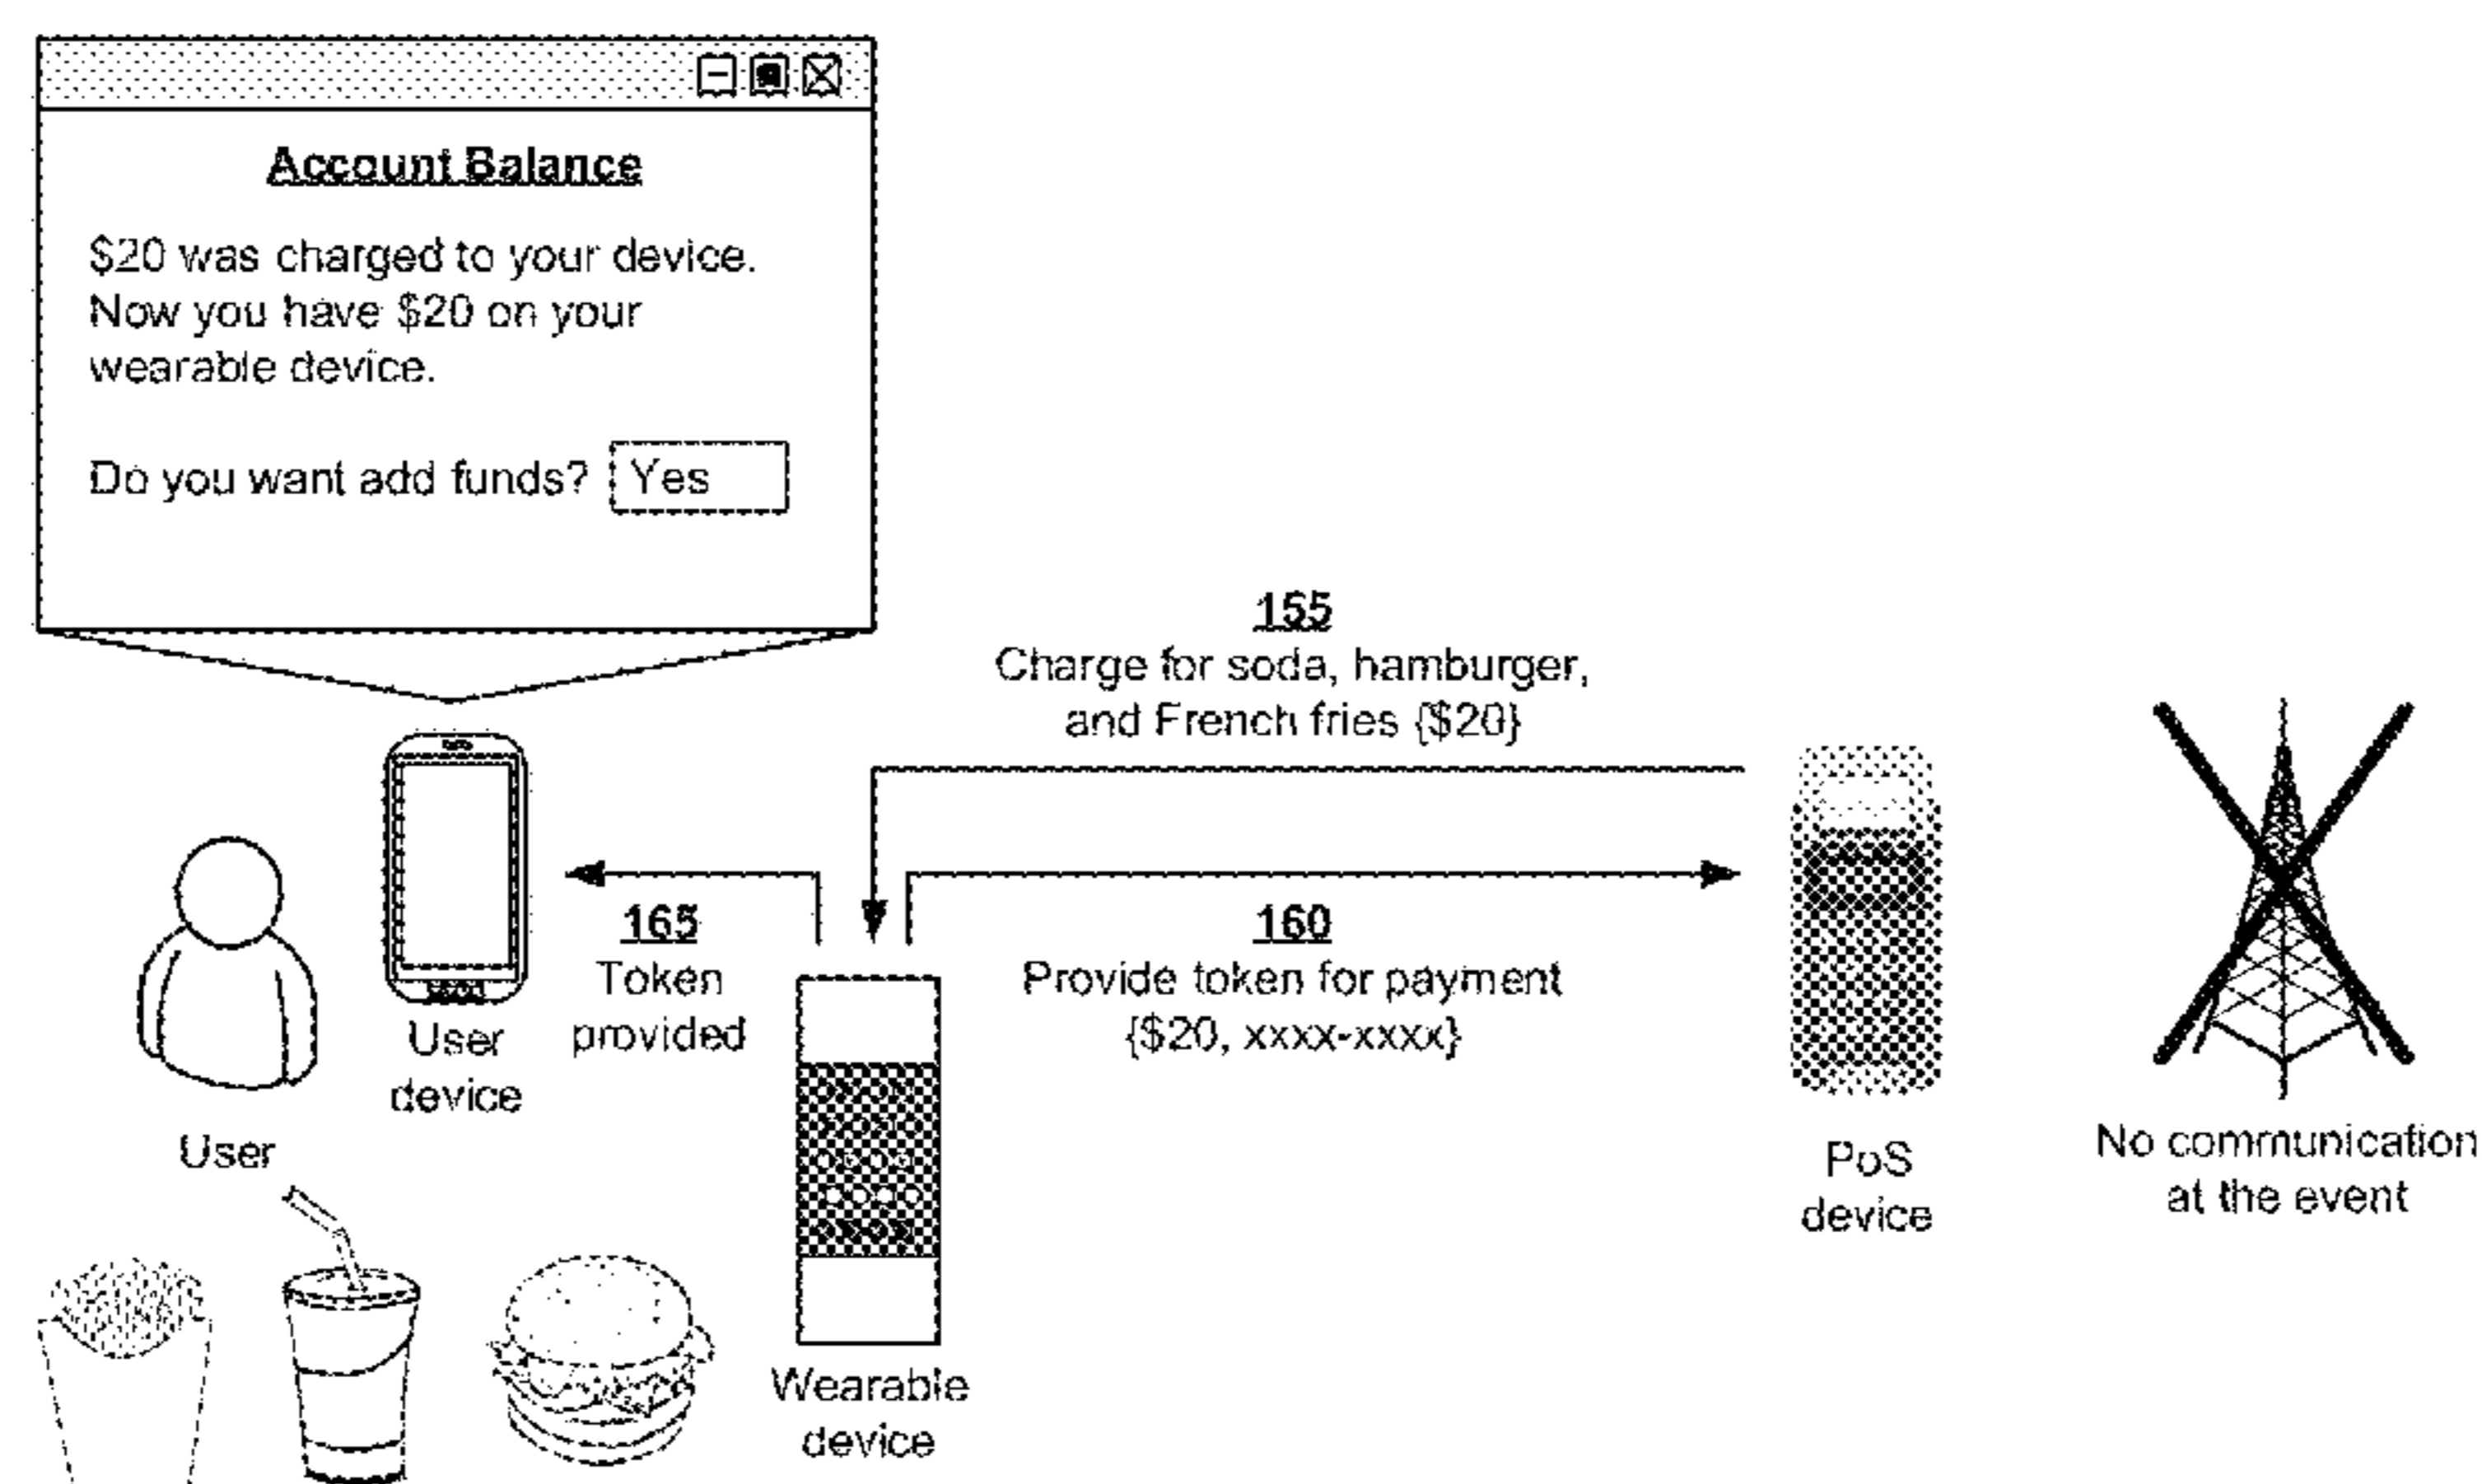 Account Balance
$20 was charged to your device.
Now you have $20 on your
wearable device.
Do you want add funds? Yes
155
Charge for soda, hamburger,
and French fries {$20}
165
Token
provided
160
Provide token for payment
{$20, xxxx-xxxx}
User
device
User
PoS
device
No communication
at the event
Wearable
device